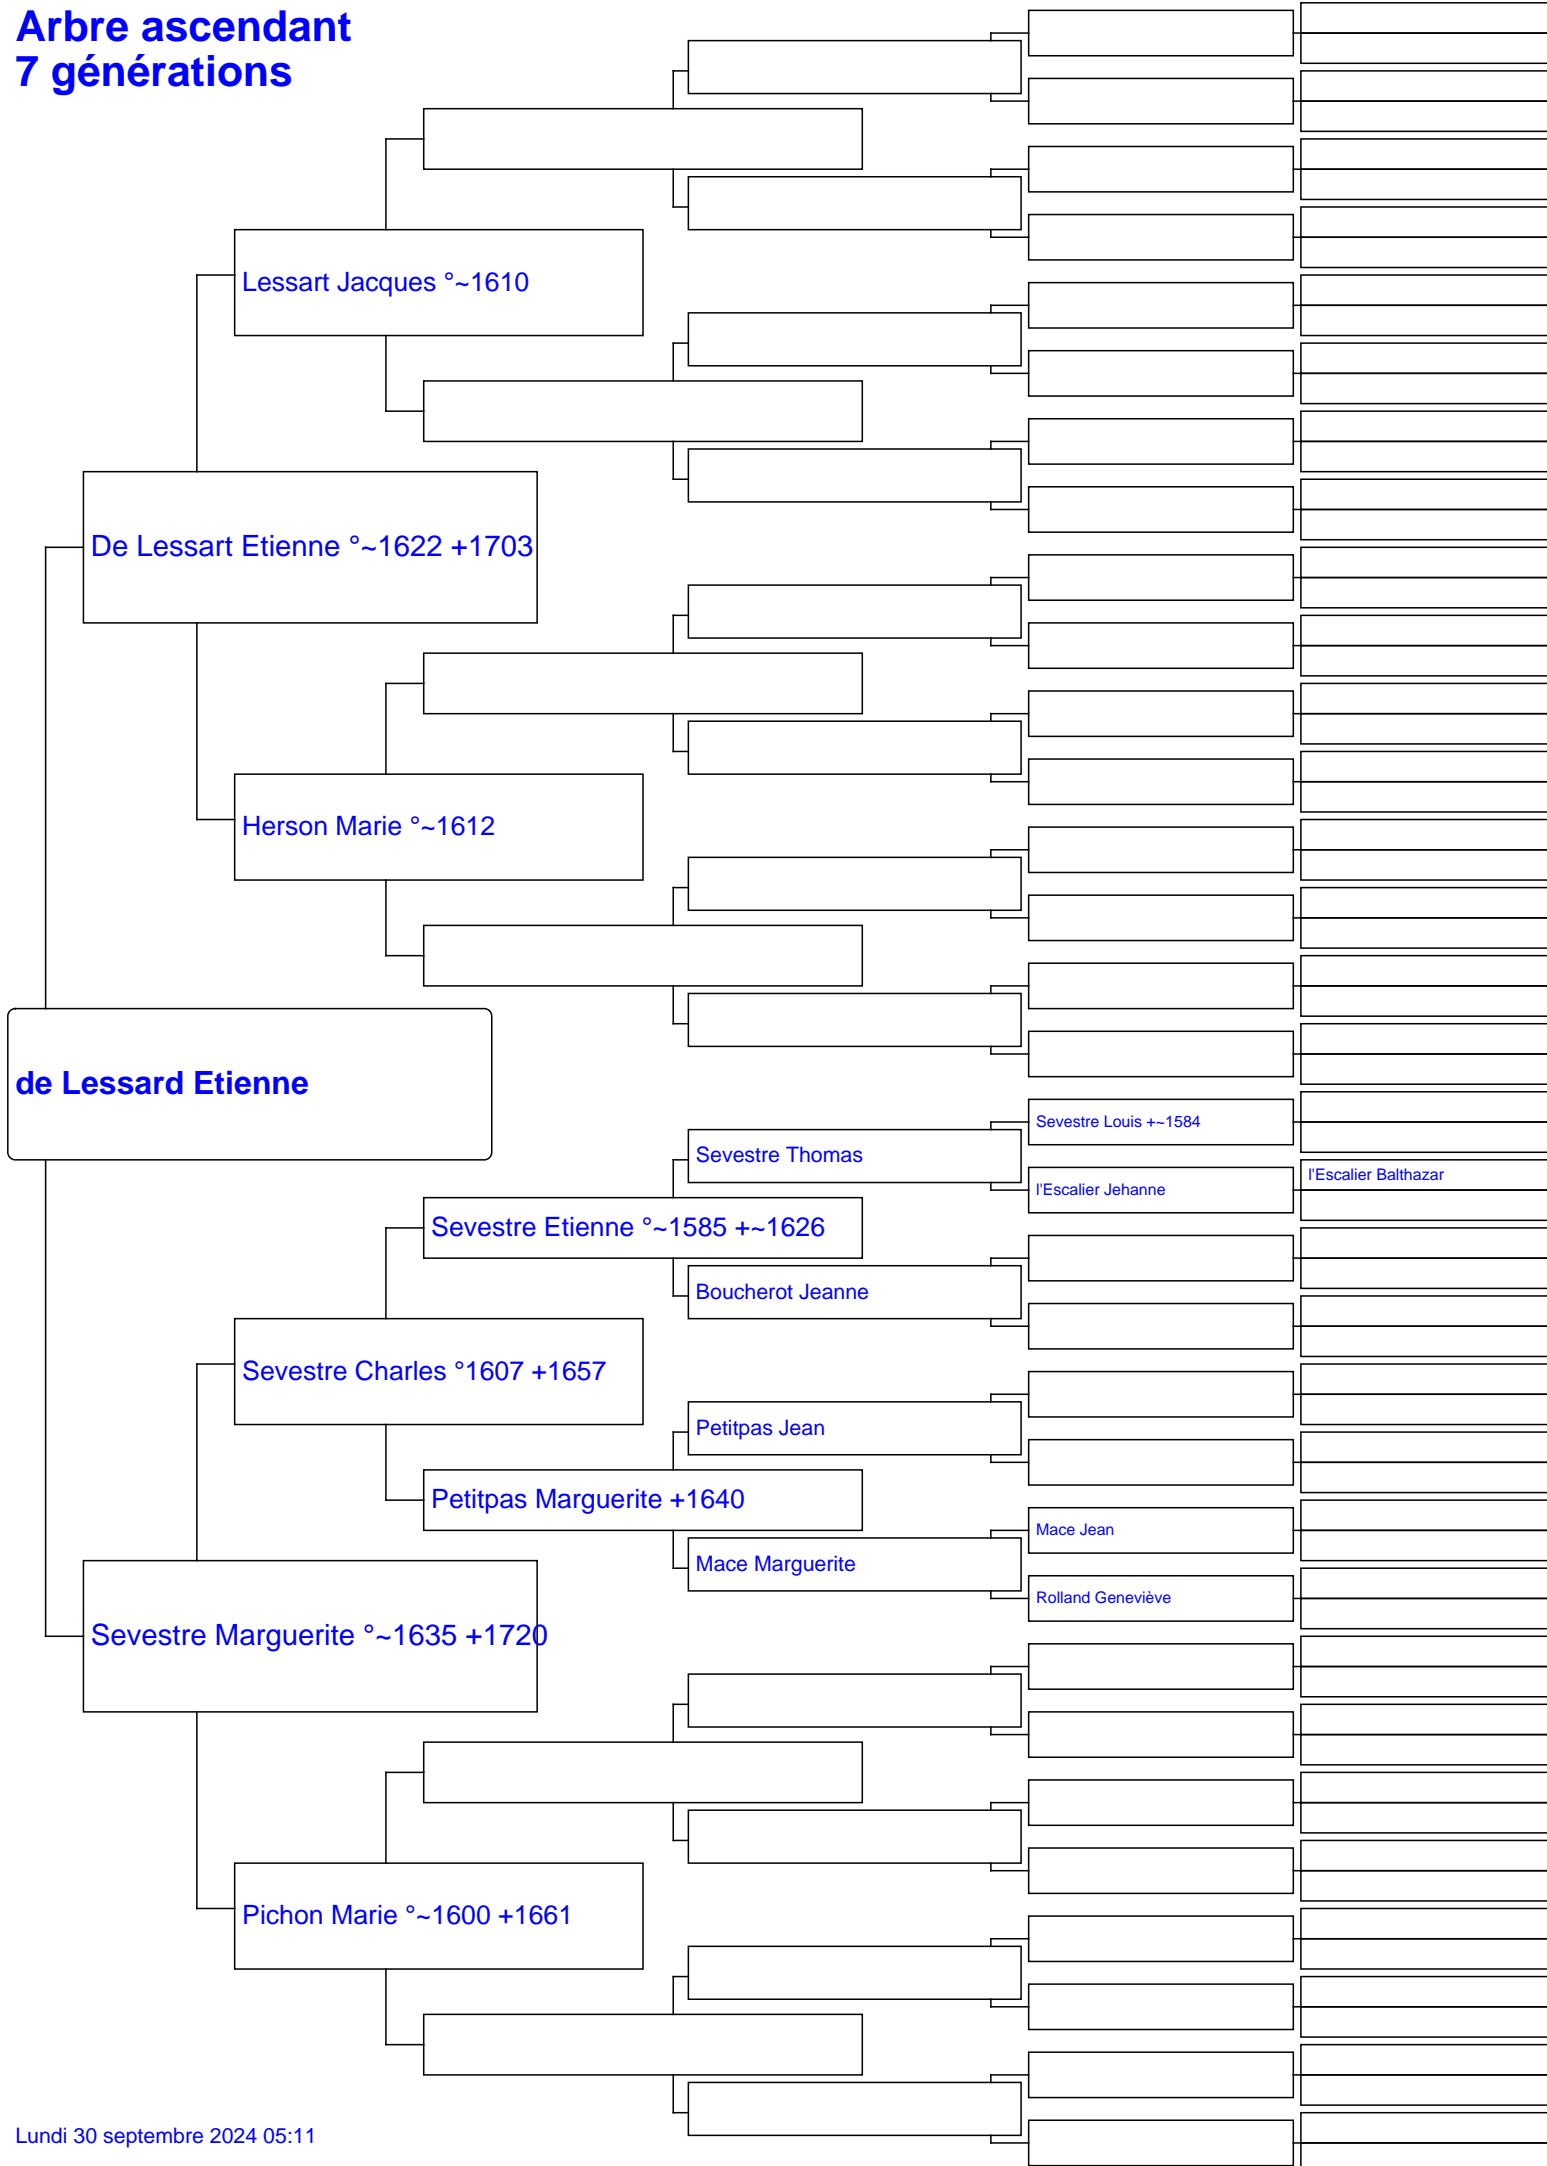 Arbre ascendant
7 générations
Lessart Jacques °~1610
De Lessart Etienne °~1622 +1703
Herson Marie °~1612
de Lessard Etienne
Sevestre Louis +~1584
Sevestre Thomas
l'Escalier Balthazar
l'Escalier Jehanne
Sevestre Etienne °~1585 +~1626
Boucherot Jeanne
Sevestre Charles °1607 +1657
Petitpas Jean
Petitpas Marguerite +1640
Mace Jean
Mace Marguerite
Rolland Geneviève
Sevestre Marguerite °~1635 +1720
Pichon Marie °~1600 +1661
Lundi 30 septembre 2024 05:11